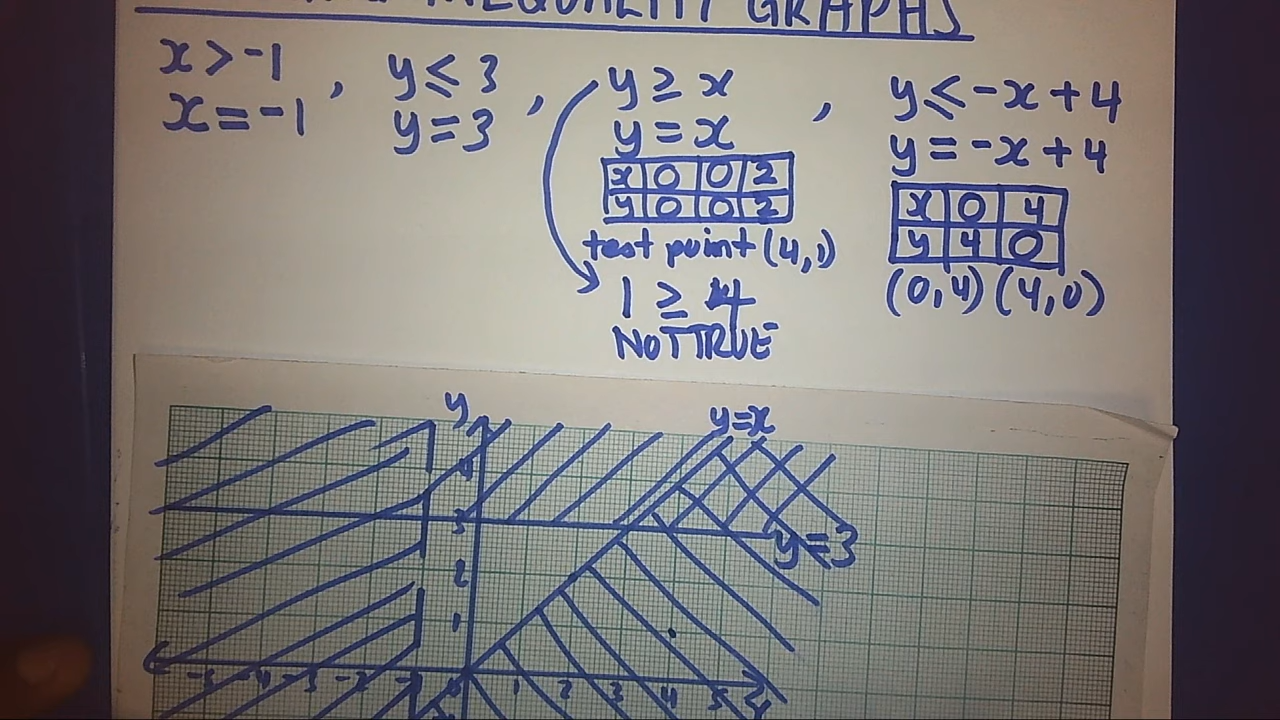 INEQUALITY GRAPHS
x > -1 , y ≤ 3 , y ≥ x , y ≤ -x + 4
x = -1 y = 3 y = x y = -x + 4
x 0 0 2
y 0 0 2
x 0 4
y 4 0
test point (4,1)
(0,4) (4,0)
1 ≥ 4
NOT TRUE
y
y=x
4
3
y=3
2
1
-5 -4 -3 -2 0 1 2 3 4 5